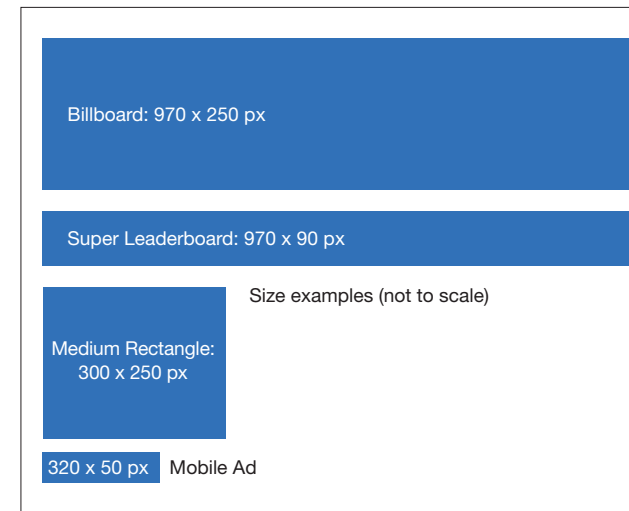 Billboard: 970 x 250 px
Super Leaderboard: 970 x 90 px
Size examples (not to scale)
Medium Rectangle:
300 x 250 px
320 x 50 px Mobile Ad